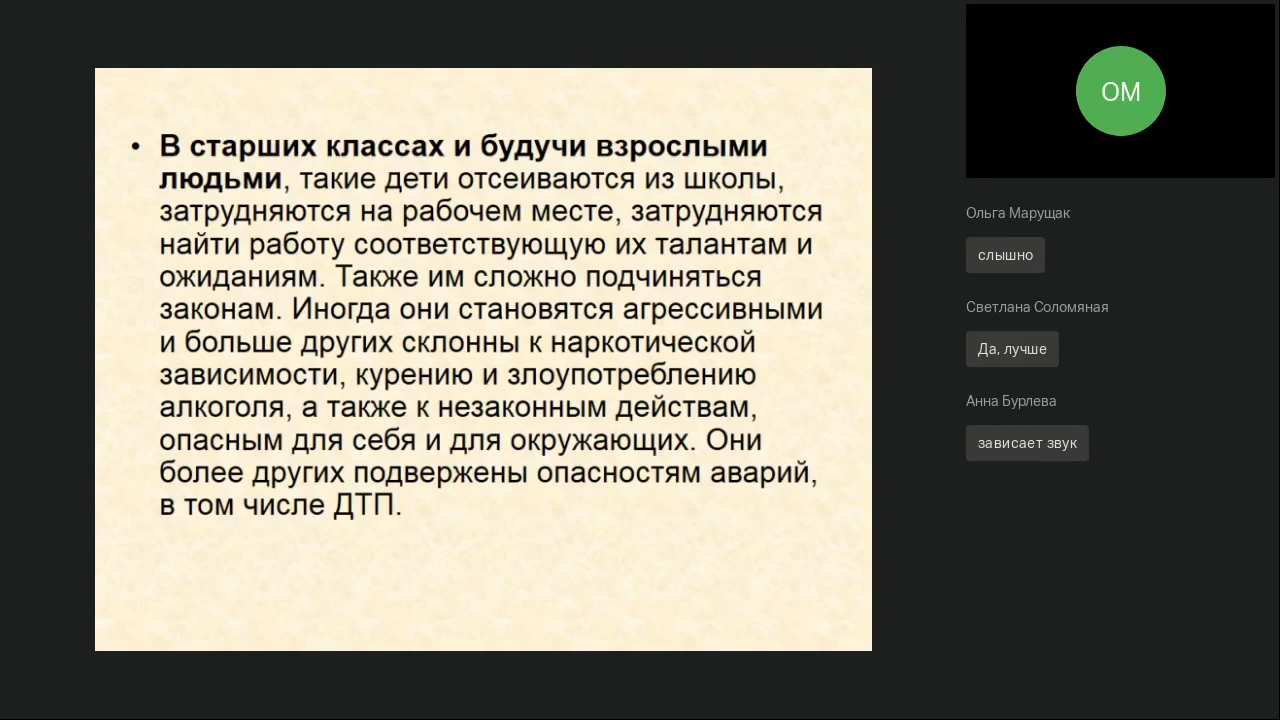 • В старших классах и будучи взрослыми
людьми, такие дети отсеиваются из школы,
затрудняются на рабочем месте, затрудняются
найти работу соответствующую их талантам и
ожиданиям. Также им сложно подчиняться
законам. Иногда они становятся агрессивными
и больше других склонны к наркотической
зависимости, курению и злоупотреблению
алкоголя, а также к незаконным действам,
опасным для себя и для окружающих. Они
более других подвержены опасностям аварий,
в том числе ДТП.
ОМ
Ольга Марущак
слышно
Светлана Соломяная
Да, лучше
Анна Бурлева
зависает звук